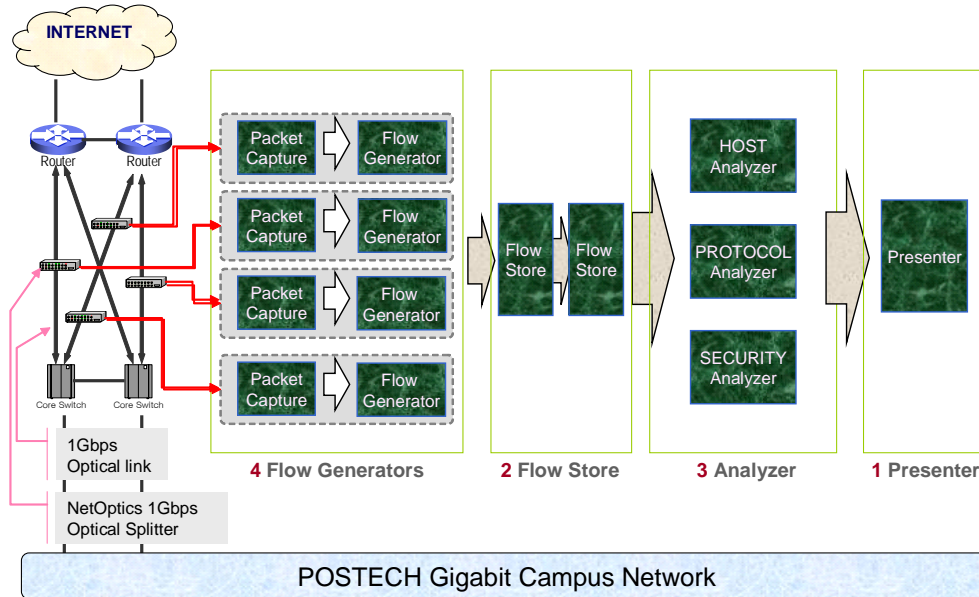 INTERNET
Router
Router
Core Switch
Core Switch
1Gbps
Optical link
NetOptics 1Gbps
Optical Splitter
Packet
Capture
Flow
Generator
Packet
Capture
Flow
Generator
Packet
Capture
Flow
Generator
Packet
Capture
Flow
Generator
4 Flow Generators
Flow
Store
Flow
Store
2 Flow Store
HOST
Analyzer
PROTOCOL
Analyzer
SECURITY
Analyzer
3 Analyzer
Presenter
1 Presenter
POSTECH Gigabit Campus Network